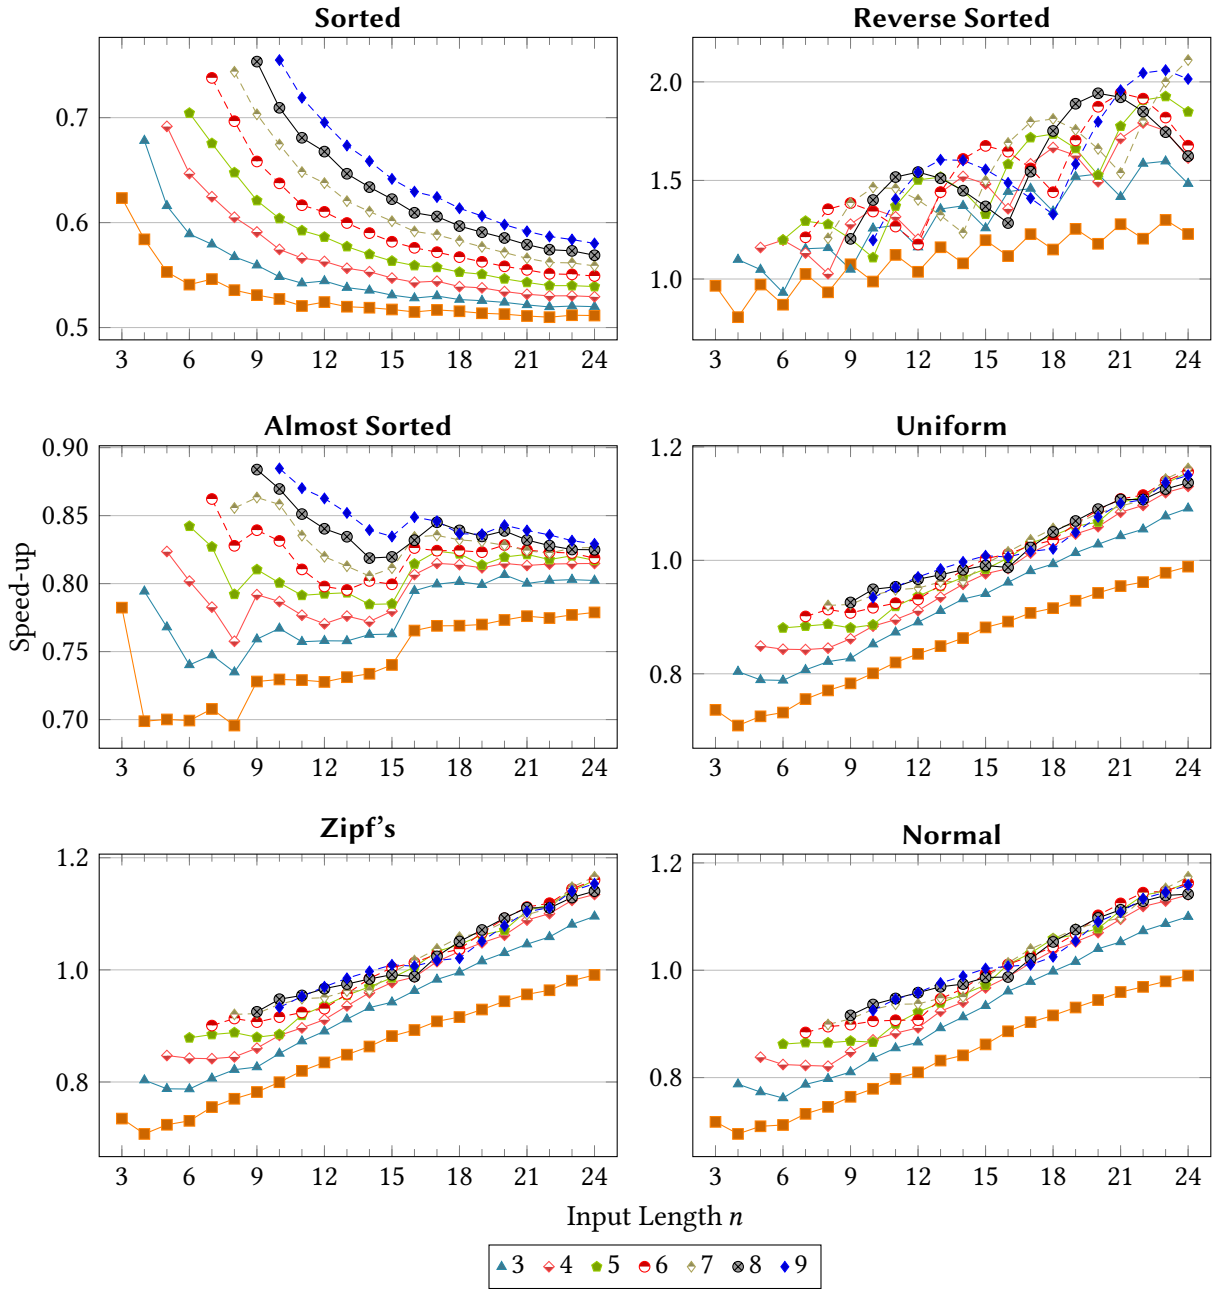 Sorted
0.7
0.6
0.5
3 6 9 12 15 18 21 24
Reverse Sorted
2.0
1.5
1.0
3 6 9 12 15 18 21 24
Almost Sorted
0.90
0.85
0.80
0.75
0.70
3 6 9 12 15 18 21 24
Speed-up
Uniform
1.2
1.0
0.8
3 6 9 12 15 18 21 24
Zipf's
1.2
1.0
0.8
3 6 9 12 15 18 21 24
Normal
1.2
1.0
0.8
3 6 9 12 15 18 21 24
Input Length n
3 4 5 6 7 8 9